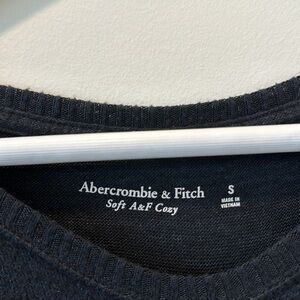 Abercrombie & Fitch
Soft A&F Cozy
S
MADE IN
VIETNAM